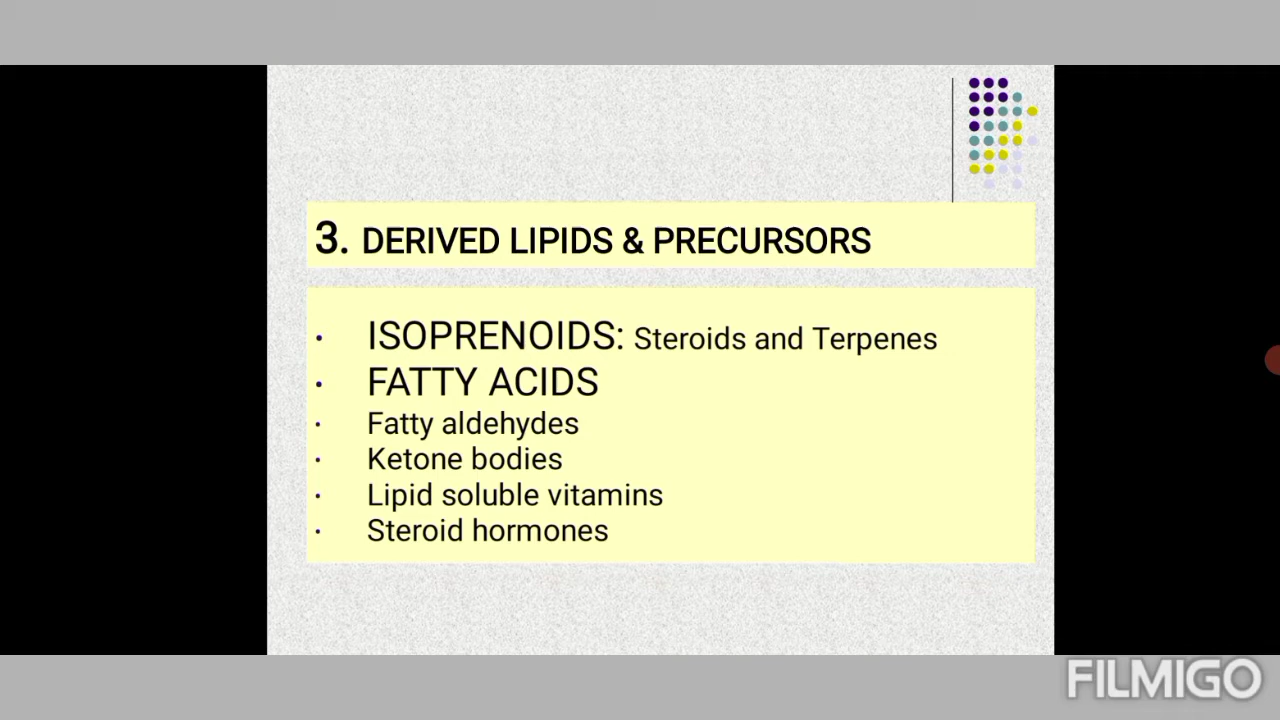 3. DERIVED LIPIDS & PRECURSORS
• ISOPRENOIDS: Steroids and Terpenes
• FATTY ACIDS
• Fatty aldehydes
• Ketone bodies
• Lipid soluble vitamins
• Steroid hormones
FILMIGO